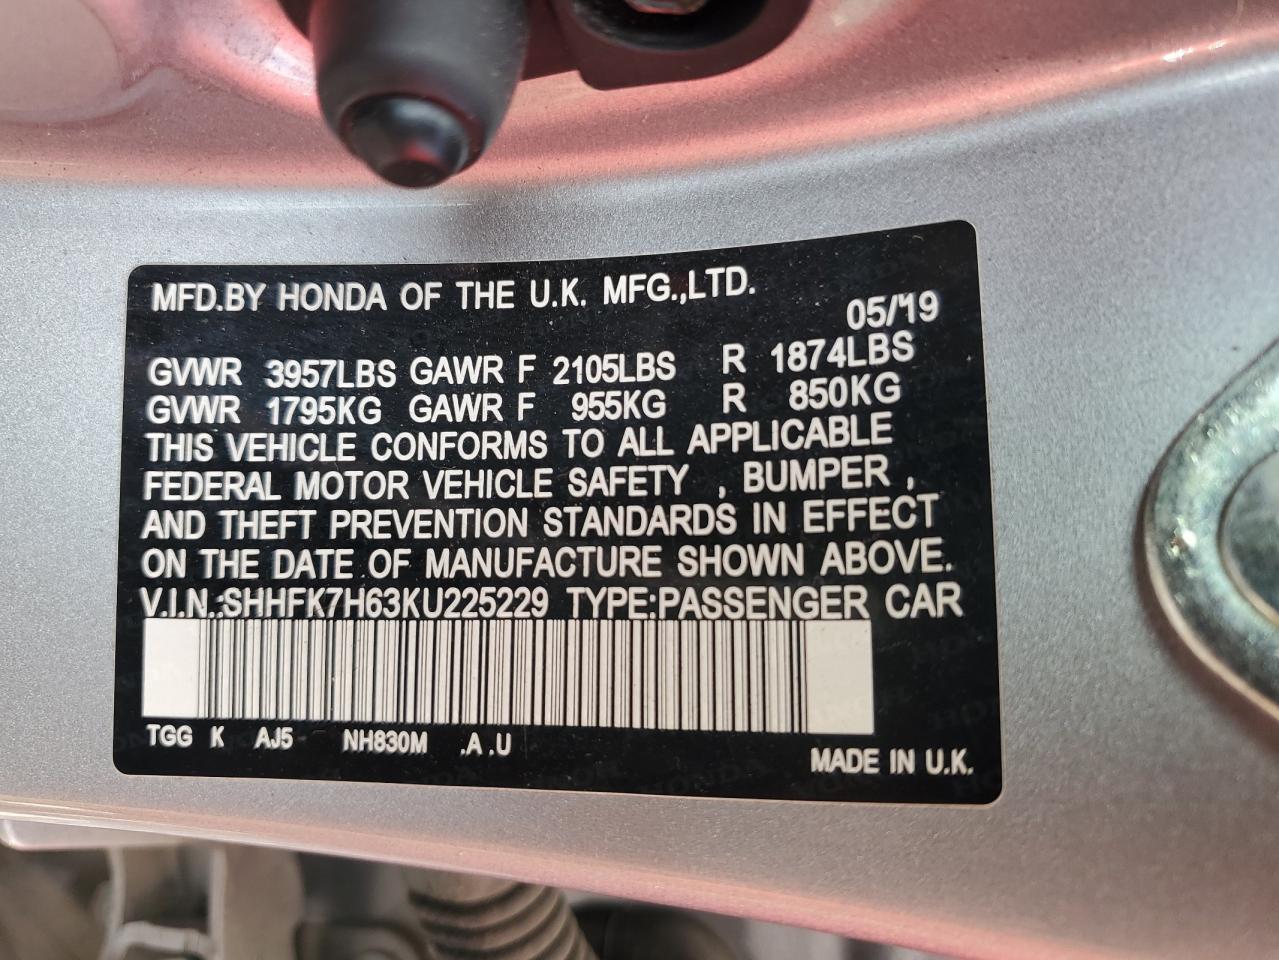 MFD.BY HONDA OF THE U.K. MFG.,LTD.
05/'19
GVWR 3957LBS GAWR F 2105LBS R 1874LBS
GVWR 1795KG GAWR F 955KG R 850KG
THIS VEHICLE CONFORMS TO ALL APPLICABLE
FEDERAL MOTOR VEHICLE SAFETY , BUMPER ,
AND THEFT PREVENTION STANDARDS IN EFFECT
ON THE DATE OF MANUFACTURE SHOWN ABOVE.
V.I.N.:SHHFK7H63KU225229 TYPE:PASSENGER CAR
TGG K AJ5 NH830M .A .U
MADE IN U.K.